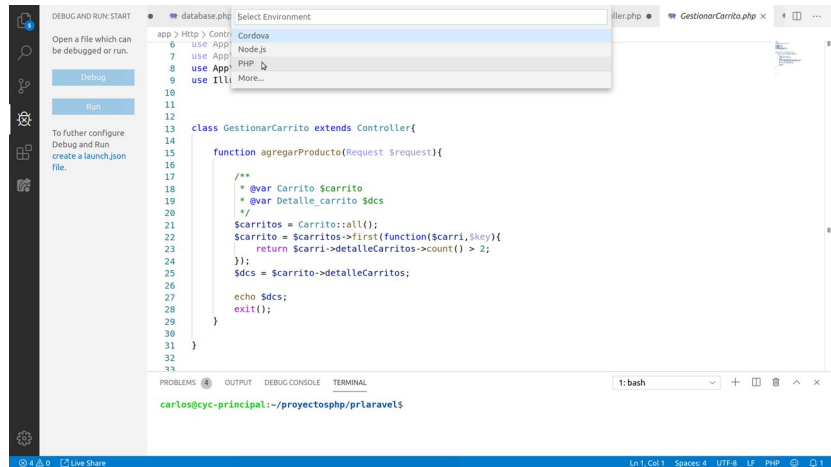 DEBUG AND RUN: START
database.php
Select Environment
ller.php
GestionarCarrito.php
Open a file which can
be debugged or run.
Debug
Run
To futher configure
Debug and Run
create a launch.json
file.
app > Http > Contr
Cordova
Node.js
PHP
More...
6 use App
7 use App
8 use App\
9 use Illu
10
11
12
13 class GestionarCarrito extends Controller{
14
15 function agregarProducto(Request $request){
16
17 /**
18 * @var Carrito $carrito
19 * @var Detalle_carrito $dcs
20 */
21 $carritos = Carrito::all();
22 $carrito = $carritos->first(function($carri,$key){
23 return $carri->detalleCarritos->count() > 2;
24 });
25 $dcs = $carrito->detalleCarritos;
26
27 echo $dcs;
28 exit();
29 }
30
31 }
32
33
PROBLEMS 4 OUTPUT DEBUG CONSOLE TERMINAL
1: bash
carlos@cyc-principal:~/proyectosphp/prlaravel$
4 0 Live Share
Ln 1, Col 1 Spaces: 4 UTF-8 LF PHP 1